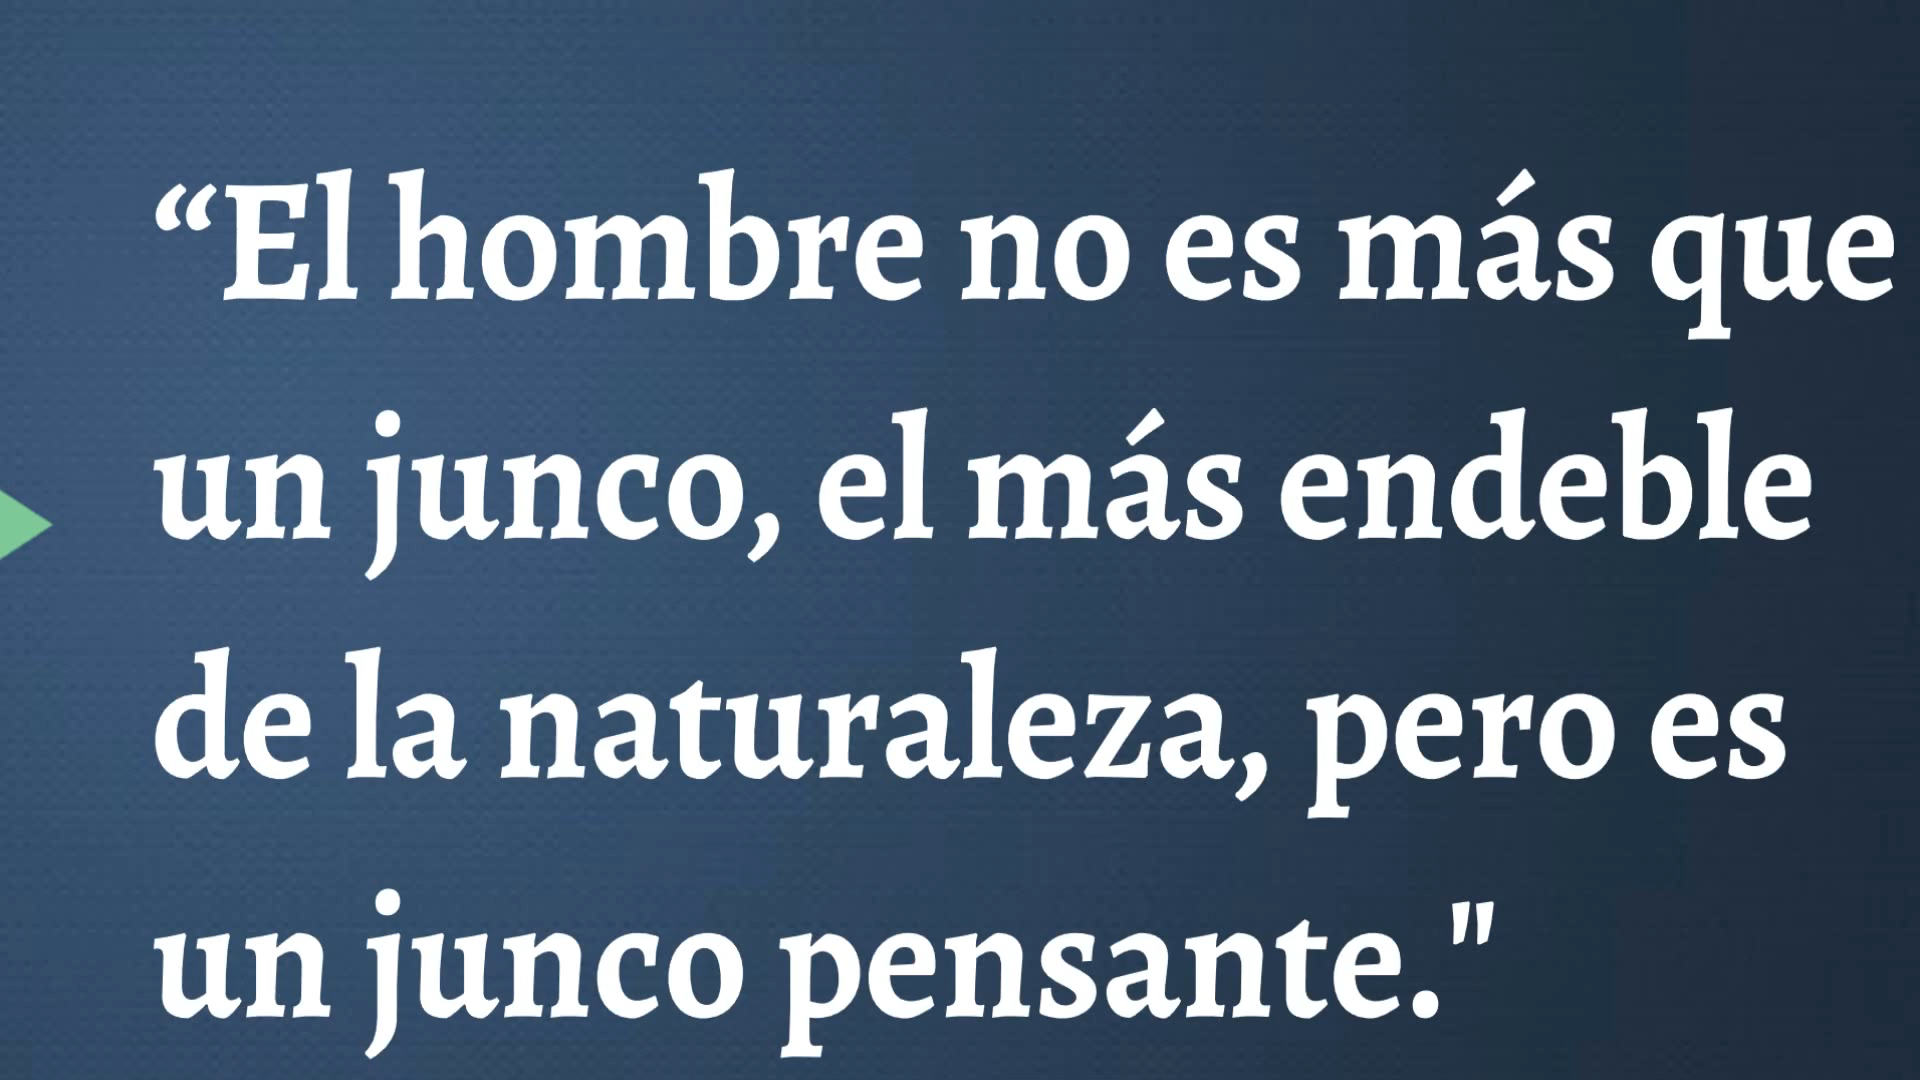 “El hombre no es más que
un junco, el más endeble
de la naturaleza, pero es
un junco pensante."